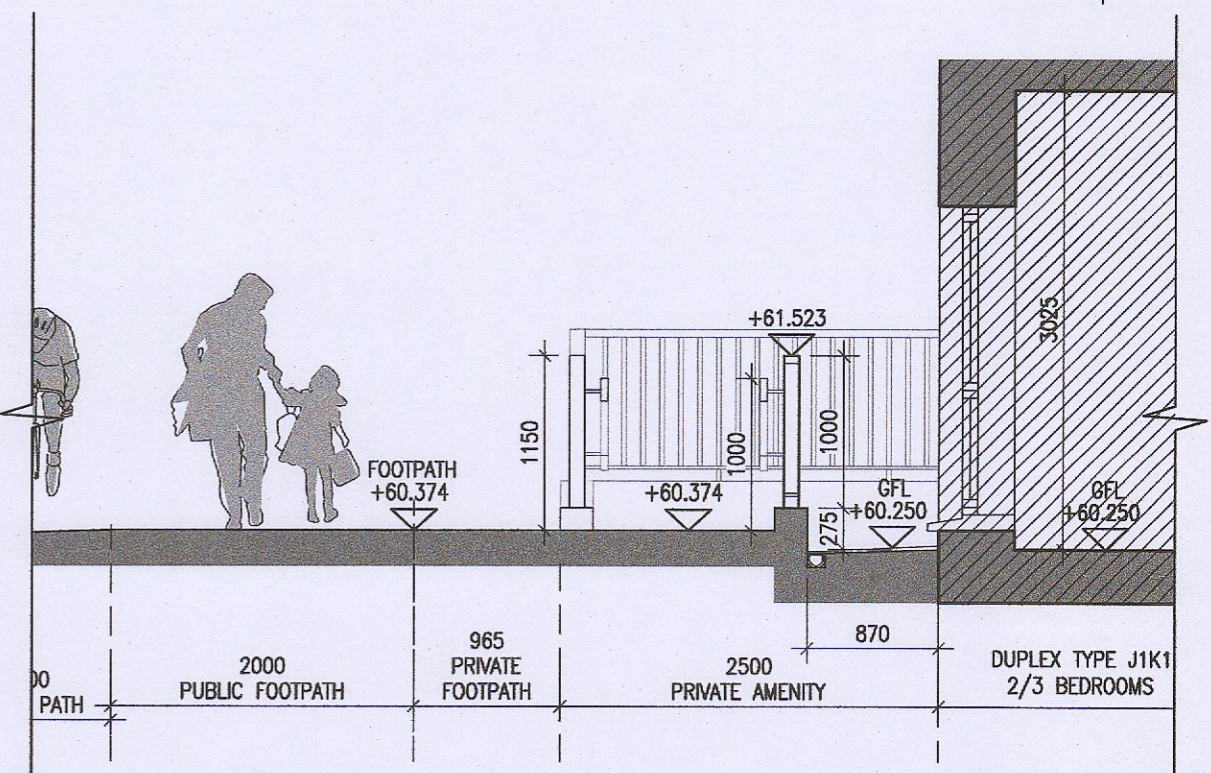 +61.523
3025
1150
1000
1000
FOOTPATH
+60.374
+60.374
GFL
+60.250
GFL
+60.250
275
870
965
PRIVATE
FOOTPATH
2000
PUBLIC FOOTPATH
2500
PRIVATE AMENITY
DUPLEX TYPE J1K1
2/3 BEDROOMS
00
PATH